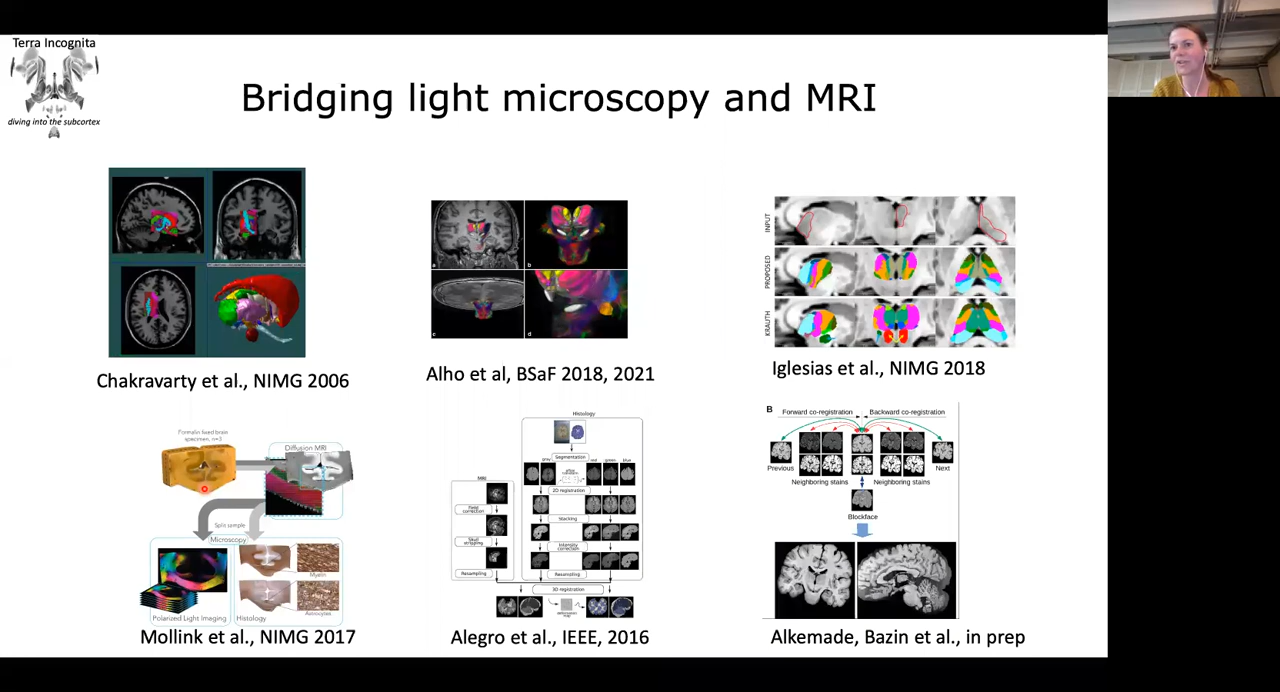 Terra Incognita
diving into the subcortex
Bridging light microscopy and MRI
Chakravarty et al., NIMG 2006
a
b
c
d
Alho et al, BSaF 2018, 2021
INPUT
PROPOSED
KRAUTH
Iglesias et al., NIMG 2018
Formalin fixed brain
specimen, n=3
Diffusion MRI
Split sample
Microscopy
Myelin
Astrocytes
Polarized Light Imaging
Histology
Mollink et al., NIMG 2017
Histology
Segmentation
grey
red
green
blue
MRI
2D registration
Field
correction
Stacking
Skull
stripping
Intensity
correction
Resampling
Resampling
3D registration
Alegro et al., IEEE, 2016
B
Forward co-registration
Backward co-registration
Previous
Next
Neighboring stains
Neighboring stains
Blockface
Alkemade, Bazin et al., in prep